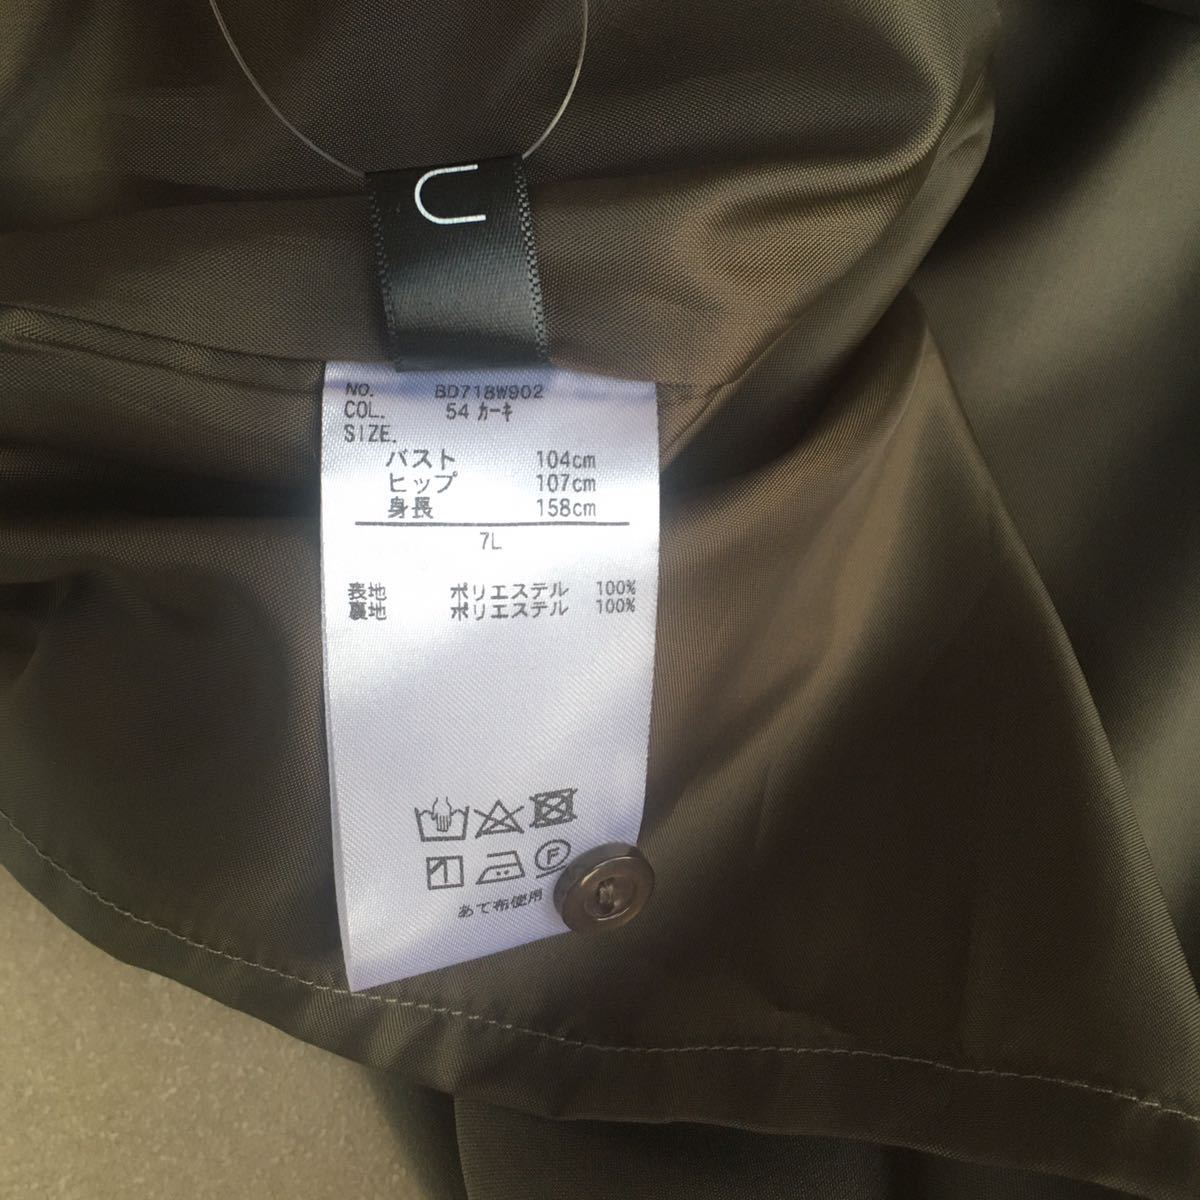 NO. BD718W902
COL. 54 カーキ
SIZE.
バスト 104cm
ヒップ 107cm
身長 158cm
7L
表地 ポリエステル 100%
裏地 ポリエステル 100%
F
あて布使用